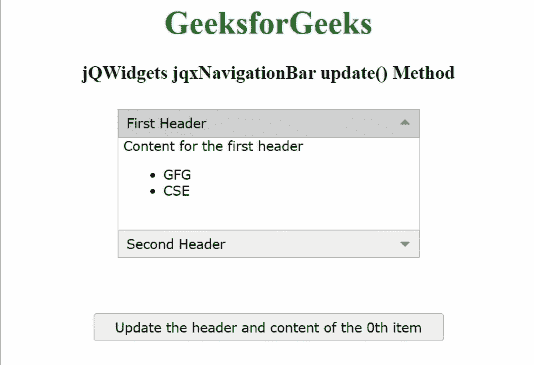 GeeksforGeeks
jQWidgets jqxNavigationBar update() Method
First Header
Content for the first header
GFG
CSE
Second Header
Update the header and content of the 0th item